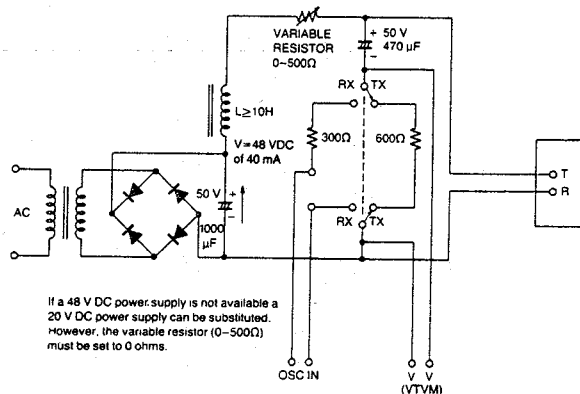 VARIABLE
RESISTOR
0~500Ω
+ 50 V
470 µF
−
RX TX
L≥10H
300Ω
600Ω
V=48 VDC
of 40 mA
T
R
AC
50 V +
−
1000
µF
RX TX
If a 48 V DC power supply is not available a
20 V DC power supply can be substituted.
However, the variable resistor (0-500Ω)
must be set to 0 ohms.
OSC IN
V V
(VTVM)